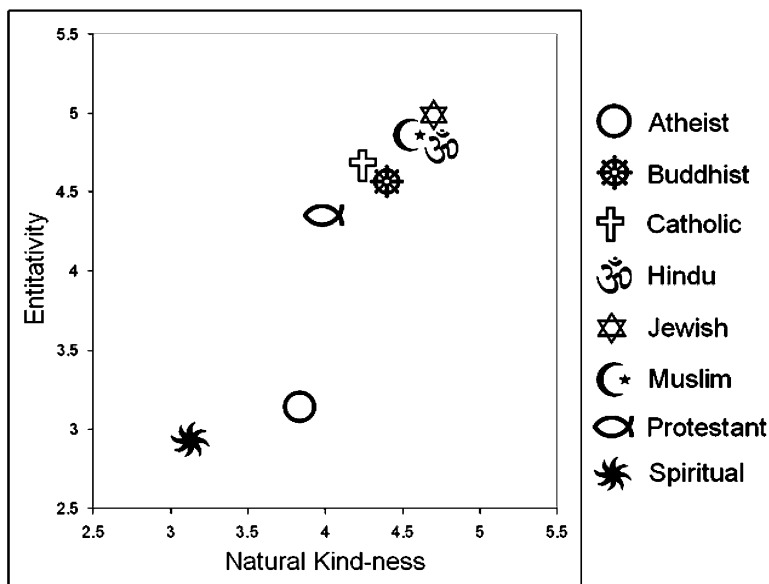 5.5
5
4.5
4
3.5
3
2.5
Entitativity
2.5 3 3.5 4 4.5 5 5.5
Natural Kind-ness
Atheist
Buddhist
Catholic
Hindu
Jewish
Muslim
Protestant
Spiritual